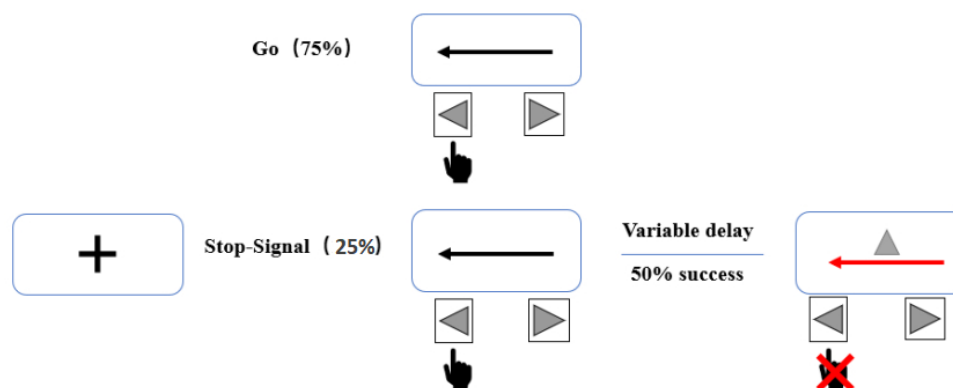 Go (75%)
Stop-Signal ( 25%)
Variable delay
50% success